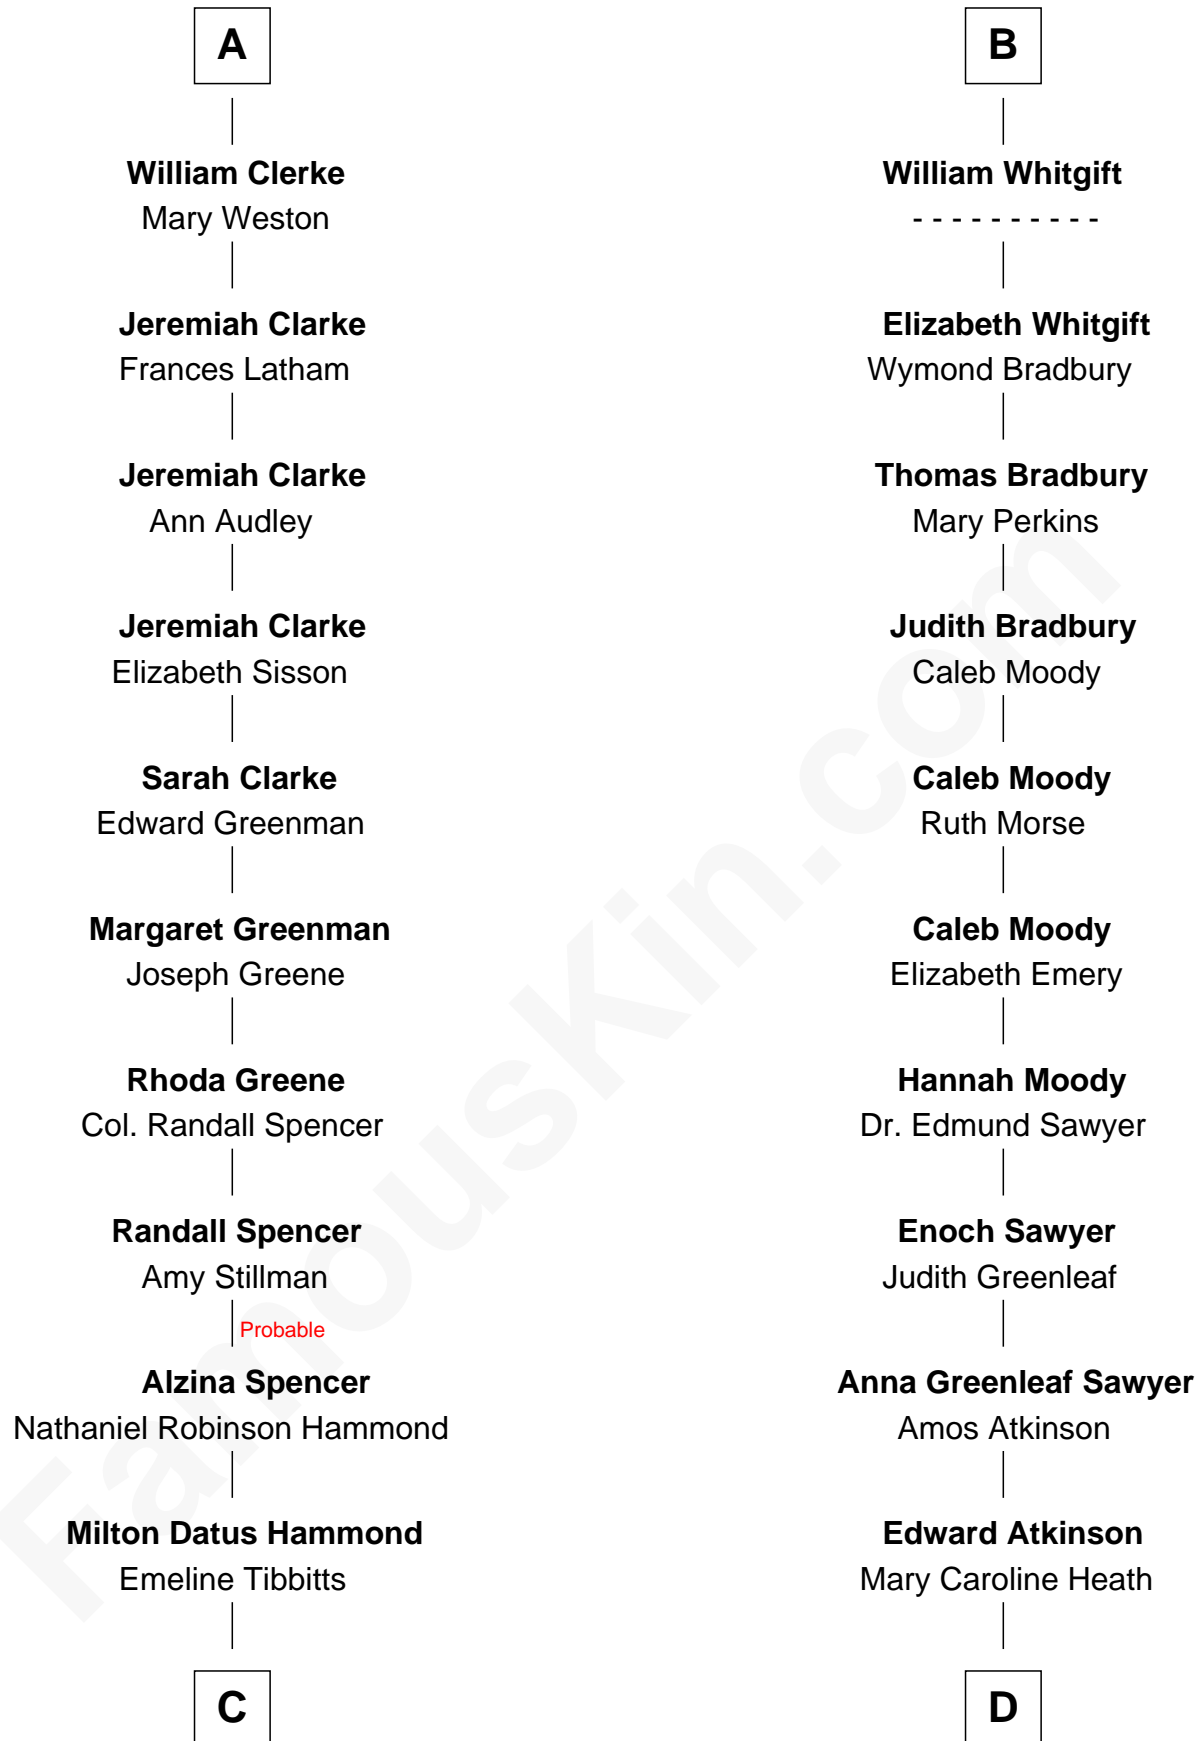 A
William Clerke
Mary Weston
Jeremiah Clarke
Frances Latham
Jeremiah Clarke
Ann Audley
Jeremiah Clarke
Elizabeth Sisson
Sarah Clarke
Edward Greenman
Margaret Greenman
Joseph Greene
Rhoda Greene
Col. Randall Spencer
Randall Spencer
Amy Stillman
Probable
Alzina Spencer
Nathaniel Robinson Hammond
Milton Datus Hammond
Emeline Tibbitts
C
B
William Whitgift
- - - - - - - - - -
Elizabeth Whitgift
Wymond Bradbury
Thomas Bradbury
Mary Perkins
Judith Bradbury
Caleb Moody
Caleb Moody
Ruth Morse
Caleb Moody
Elizabeth Emery
Hannah Moody
Dr. Edmund Sawyer
Enoch Sawyer
Judith Greenleaf
Anna Greenleaf Sawyer
Amos Atkinson
Edward Atkinson
Mary Caroline Heath
D
FamousKin.com